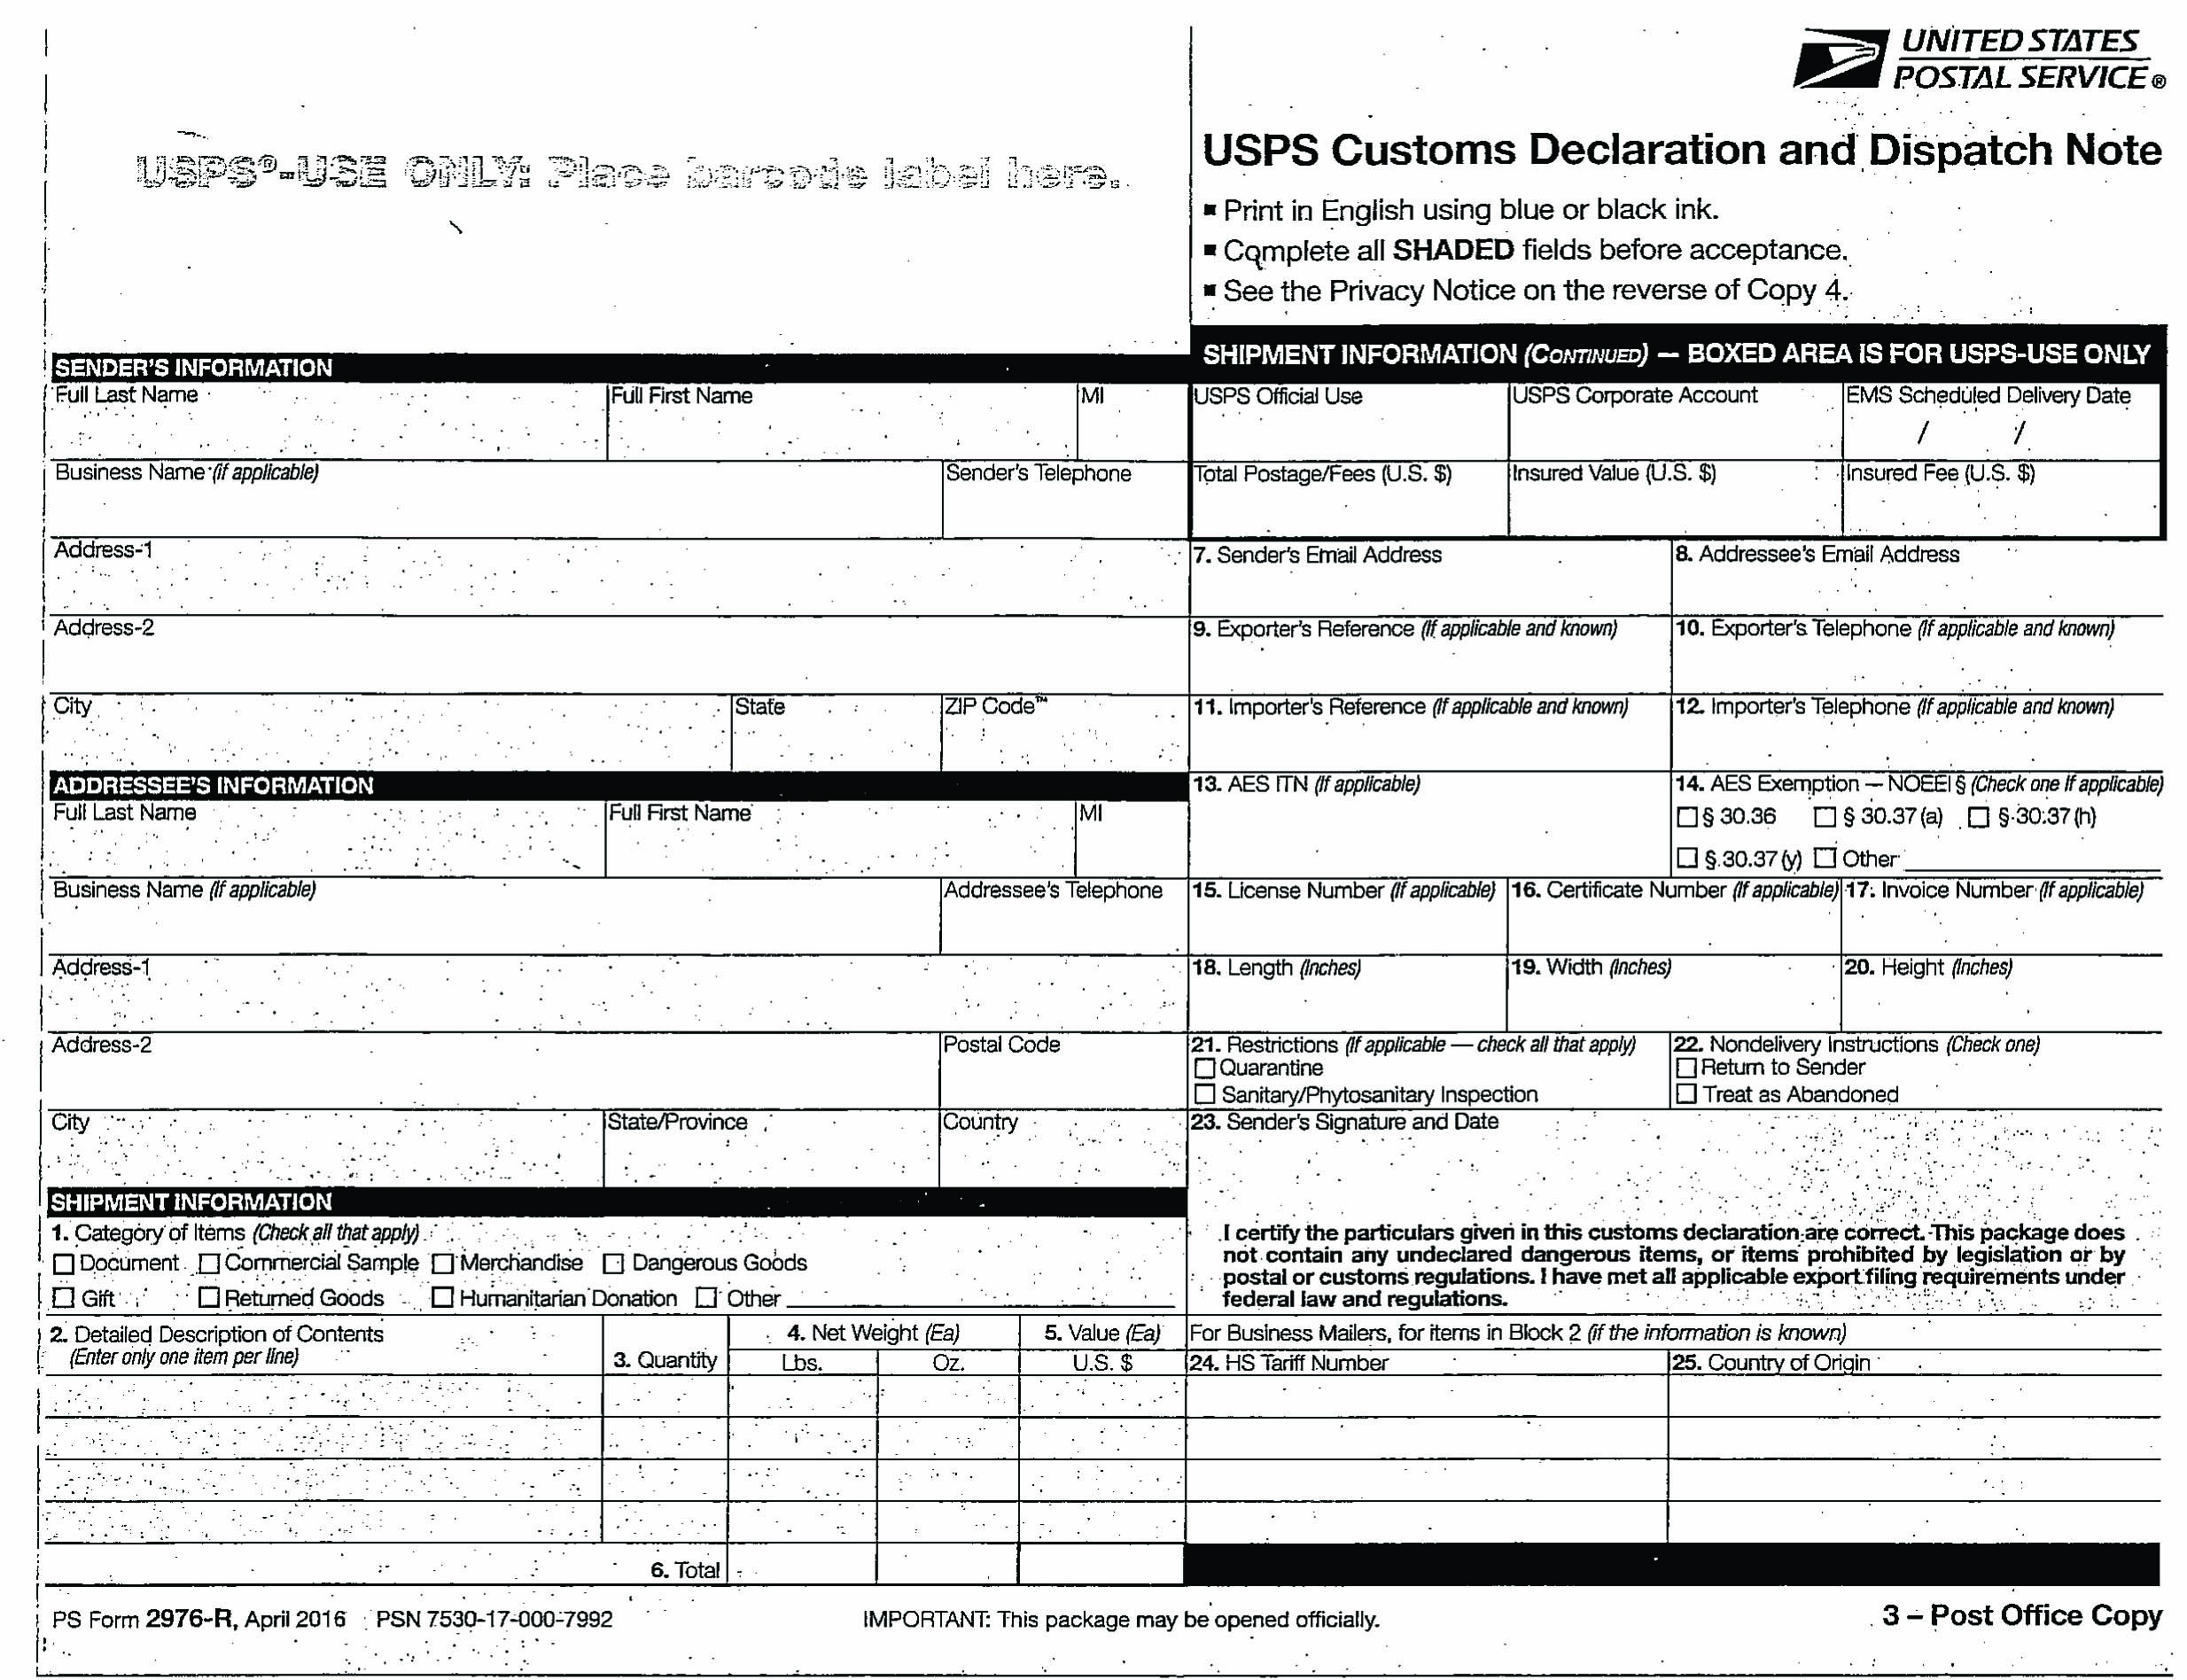 USPS®-USE ONLY: Place barcode label here.
UNITED STATES
POSTAL SERVICE®
USPS Customs Declaration and Dispatch Note
■ Print in English using blue or black ink.
■ Complete all SHADED fields before acceptance.
■ See the Privacy Notice on the reverse of Copy 4.
SENDER'S INFORMATION
Full Last Name Full First Name MI
Business Name (if applicable) Sender's Telephone
Address-1
Address-2
City State ZIP Code™
ADDRESSEE'S INFORMATION
Full Last Name Full First Name MI
Business Name (If applicable) Addressee's Telephone
Address-1
Address-2 Postal Code
City State/Province Country
SHIPMENT INFORMATION
1. Category of Items (Check all that apply)
☐ Document ☐ Commercial Sample ☐ Merchandise ☐ Dangerous Goods
☐ Gift ☐ Returned Goods ☐ Humanitarian Donation ☐ Other
2. Detailed Description of Contents
(Enter only one item per line)
3. Quantity
4. Net Weight (Ea)
Lbs. Oz.
5. Value (Ea)
U.S. $
6. Total
SHIPMENT INFORMATION (CONTINUED) — BOXED AREA IS FOR USPS-USE ONLY
USPS Official Use USPS Corporate Account EMS Scheduled Delivery Date
/ /
Total Postage/Fees (U.S. $) Insured Value (U.S. $) Insured Fee (U.S. $)
7. Sender's Email Address 8. Addressee's Email Address
9. Exporter's Reference (If applicable and known) 10. Exporter's Telephone (If applicable and known)
11. Importer's Reference (If applicable and known) 12. Importer's Telephone (If applicable and known)
13. AES ITN (If applicable) 14. AES Exemption — NOEEI § (Check one if applicable)
☐ § 30.36 ☐ § 30.37 (a) ☐ § 30.37 (h)
☐ § 30.37 (y) ☐ Other
15. License Number (If applicable) 16. Certificate Number (If applicable) 17. Invoice Number (If applicable)
18. Length (Inches) 19. Width (Inches) 20. Height (Inches)
21. Restrictions (If applicable — check all that apply) 22. Nondelivery Instructions (Check one)
☐ Quarantine ☐ Return to Sender
☐ Sanitary/Phytosanitary Inspection ☐ Treat as Abandoned
23. Sender's Signature and Date
I certify the particulars given in this customs declaration are correct. This package does
not contain any undeclared dangerous items, or items prohibited by legislation or by
postal or customs regulations. I have met all applicable export filing requirements under
federal law and regulations.
For Business Mailers, for items in Block 2 (if the information is known)
24. HS Tariff Number 25. Country of Origin
PS Form 2976-R, April 2016 PSN 7530-17-000-7992 IMPORTANT: This package may be opened officially. 3 – Post Office Copy